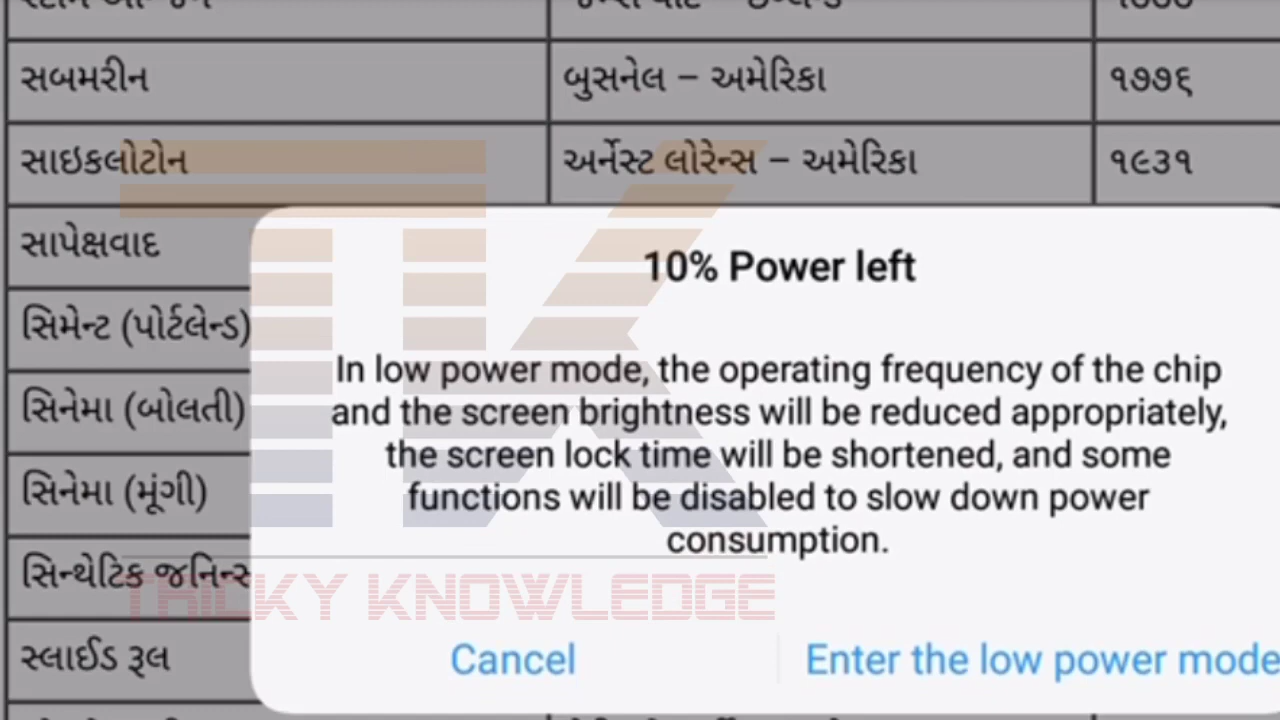 સબમરીન બુસનેલ – અમેરિકા ૧૭૭૬
સાઇક્લોટોન અર્નેસ્ટ લોરેન્સ – અમેરિકા ૧૯૩૧
સાપેક્ષવાદ
સિમેન્ટ (પોર્ટલેન્ડ)
સિનેમા (બોલતી)
સિનેમા (મૂંગી)
સિન્થેટિક
સ્લાઈડ રૂલ
10% Power left
In low power mode, the operating frequency of the chip
and the screen brightness will be reduced appropriately,
the screen lock time will be shortened, and some
functions will be disabled to slow down power
consumption.
Cancel Enter the low power mode
TK
TRICKY KNOWLEDGE